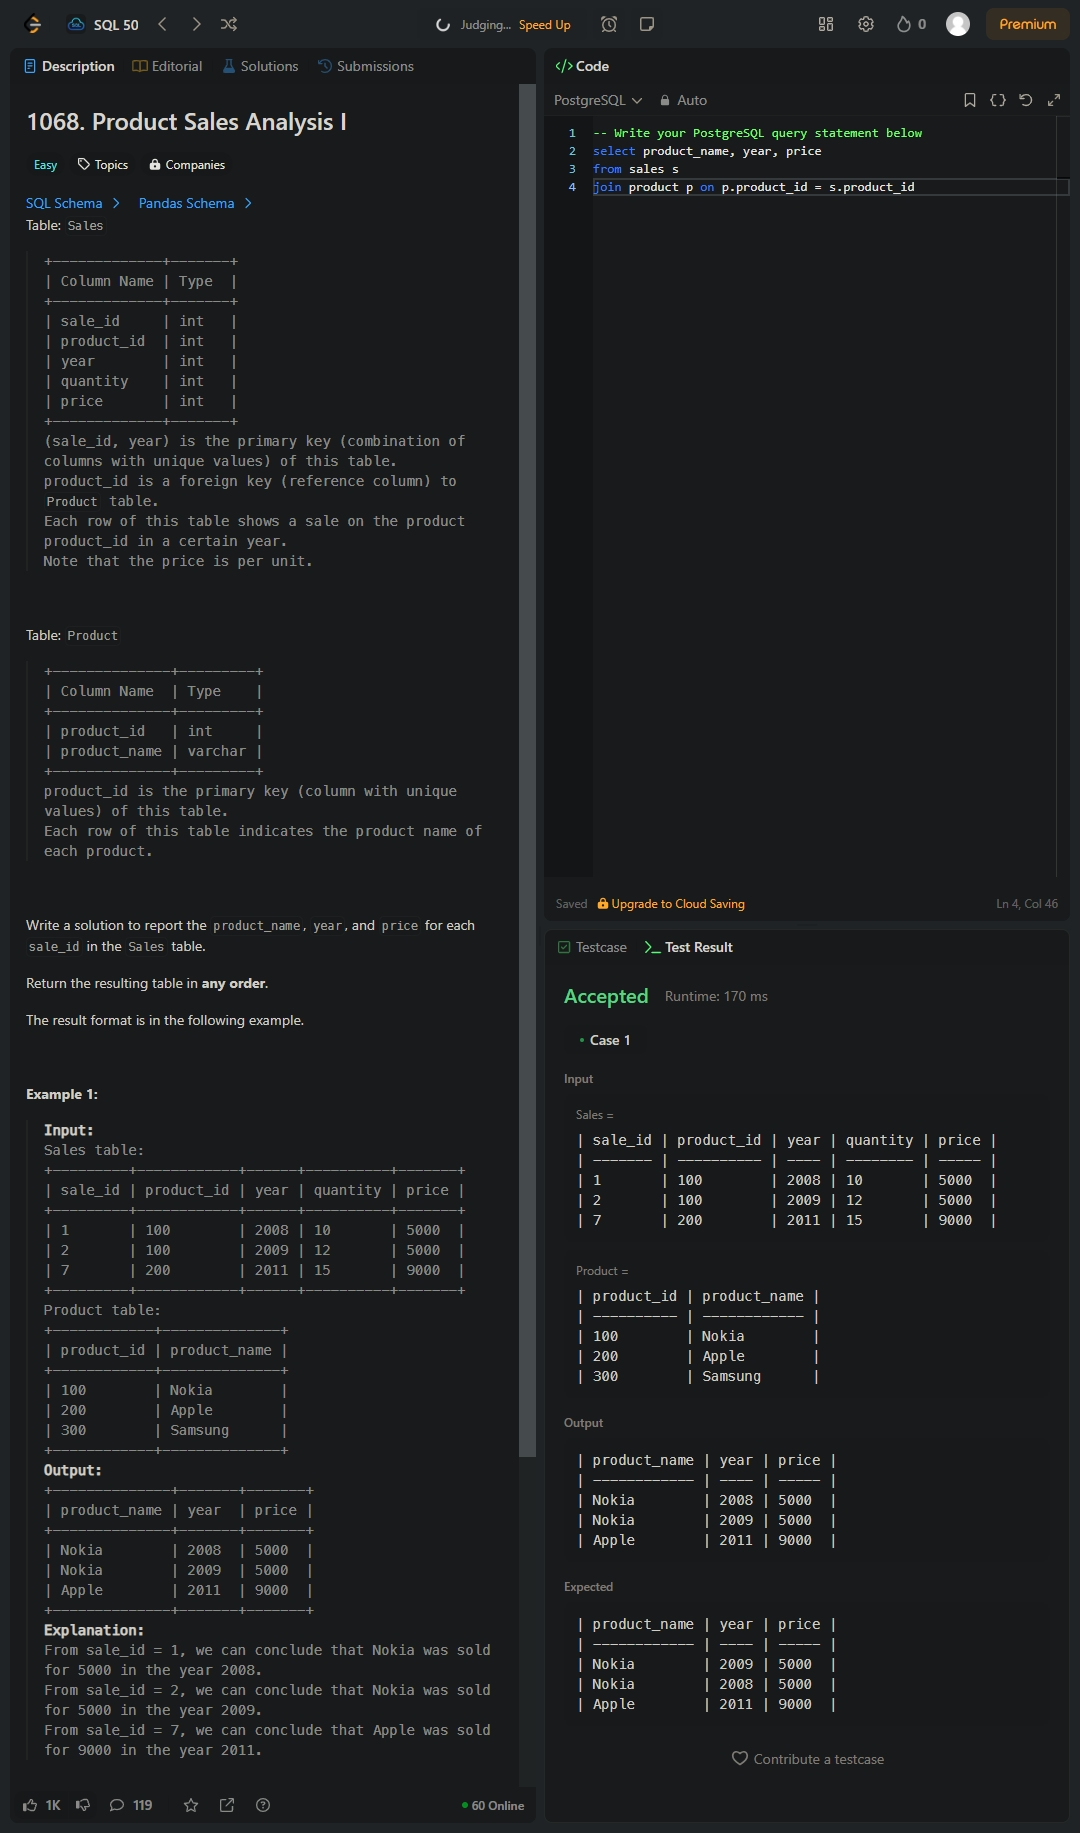 SQL 50
Judging... Speed Up
0
Premium
Description Editorial Solutions Submissions
1068. Product Sales Analysis I
Easy Topics Companies
SQL Schema > Pandas Schema >
Table: Sales
+-------------+-------+
| Column Name | Type  |
+-------------+-------+
| sale_id     | int   |
| product_id  | int   |
| year        | int   |
| quantity    | int   |
| price       | int   |
+-------------+-------+
(sale_id, year) is the primary key (combination of
columns with unique values) of this table.
product_id is a foreign key (reference column) to
Product table.
Each row of this table shows a sale on the product
product_id in a certain year.
Note that the price is per unit.
Table: Product
+--------------+---------+
| Column Name  | Type    |
+--------------+---------+
| product_id   | int     |
| product_name | varchar |
+--------------+---------+
product_id is the primary key (column with unique
values) of this table.
Each row of this table indicates the product name of
each product.
Write a solution to report the product_name, year, and price for each
sale_id in the Sales table.
Return the resulting table in any order.
The result format is in the following example.
Example 1:
Input:
Sales table:
+---------+------------+------+----------+-------+
| sale_id | product_id | year | quantity | price |
+---------+------------+------+----------+-------+
| 1       | 100        | 2008 | 10       | 5000  |
| 2       | 100        | 2009 | 12       | 5000  |
| 7       | 200        | 2011 | 15       | 9000  |
+---------+------------+------+----------+-------+
Product table:
+------------+--------------+
| product_id | product_name |
+------------+--------------+
| 100        | Nokia        |
| 200        | Apple        |
| 300        | Samsung      |
+------------+--------------+
Output:
+--------------+-------+-------+
| product_name | year  | price |
+--------------+-------+-------+
| Nokia        | 2008  | 5000  |
| Nokia        | 2009  | 5000  |
| Apple        | 2011  | 9000  |
+--------------+-------+-------+
Explanation:
From sale_id = 1, we can conclude that Nokia was sold
for 5000 in the year 2008.
From sale_id = 2, we can conclude that Nokia was sold
for 5000 in the year 2009.
From sale_id = 7, we can conclude that Apple was sold
for 9000 in the year 2011.
1K 119 60 Online
</> Code
PostgreSQL Auto
1 -- Write your PostgreSQL query statement below
2 select product_name, year, price
3 from sales s
4 join product p on p.product_id = s.product_id
Saved Upgrade to Cloud Saving Ln 4, Col 46
Testcase >_ Test Result
Accepted Runtime: 170 ms
• Case 1
Input
Sales =
| sale_id | product_id | year | quantity | price |
| ------- | ---------- | ---- | -------- | ----- |
| 1       | 100        | 2008 | 10       | 5000  |
| 2       | 100        | 2009 | 12       | 5000  |
| 7       | 200        | 2011 | 15       | 9000  |
Product =
| product_id | product_name |
| ---------- | ------------ |
| 100        | Nokia        |
| 200        | Apple        |
| 300        | Samsung      |
Output
| product_name | year | price |
| ------------ | ---- | ----- |
| Nokia        | 2008 | 5000  |
| Nokia        | 2009 | 5000  |
| Apple        | 2011 | 9000  |
Expected
| product_name | year | price |
| ------------ | ---- | ----- |
| Nokia        | 2009 | 5000  |
| Nokia        | 2008 | 5000  |
| Apple        | 2011 | 9000  |
Contribute a testcase